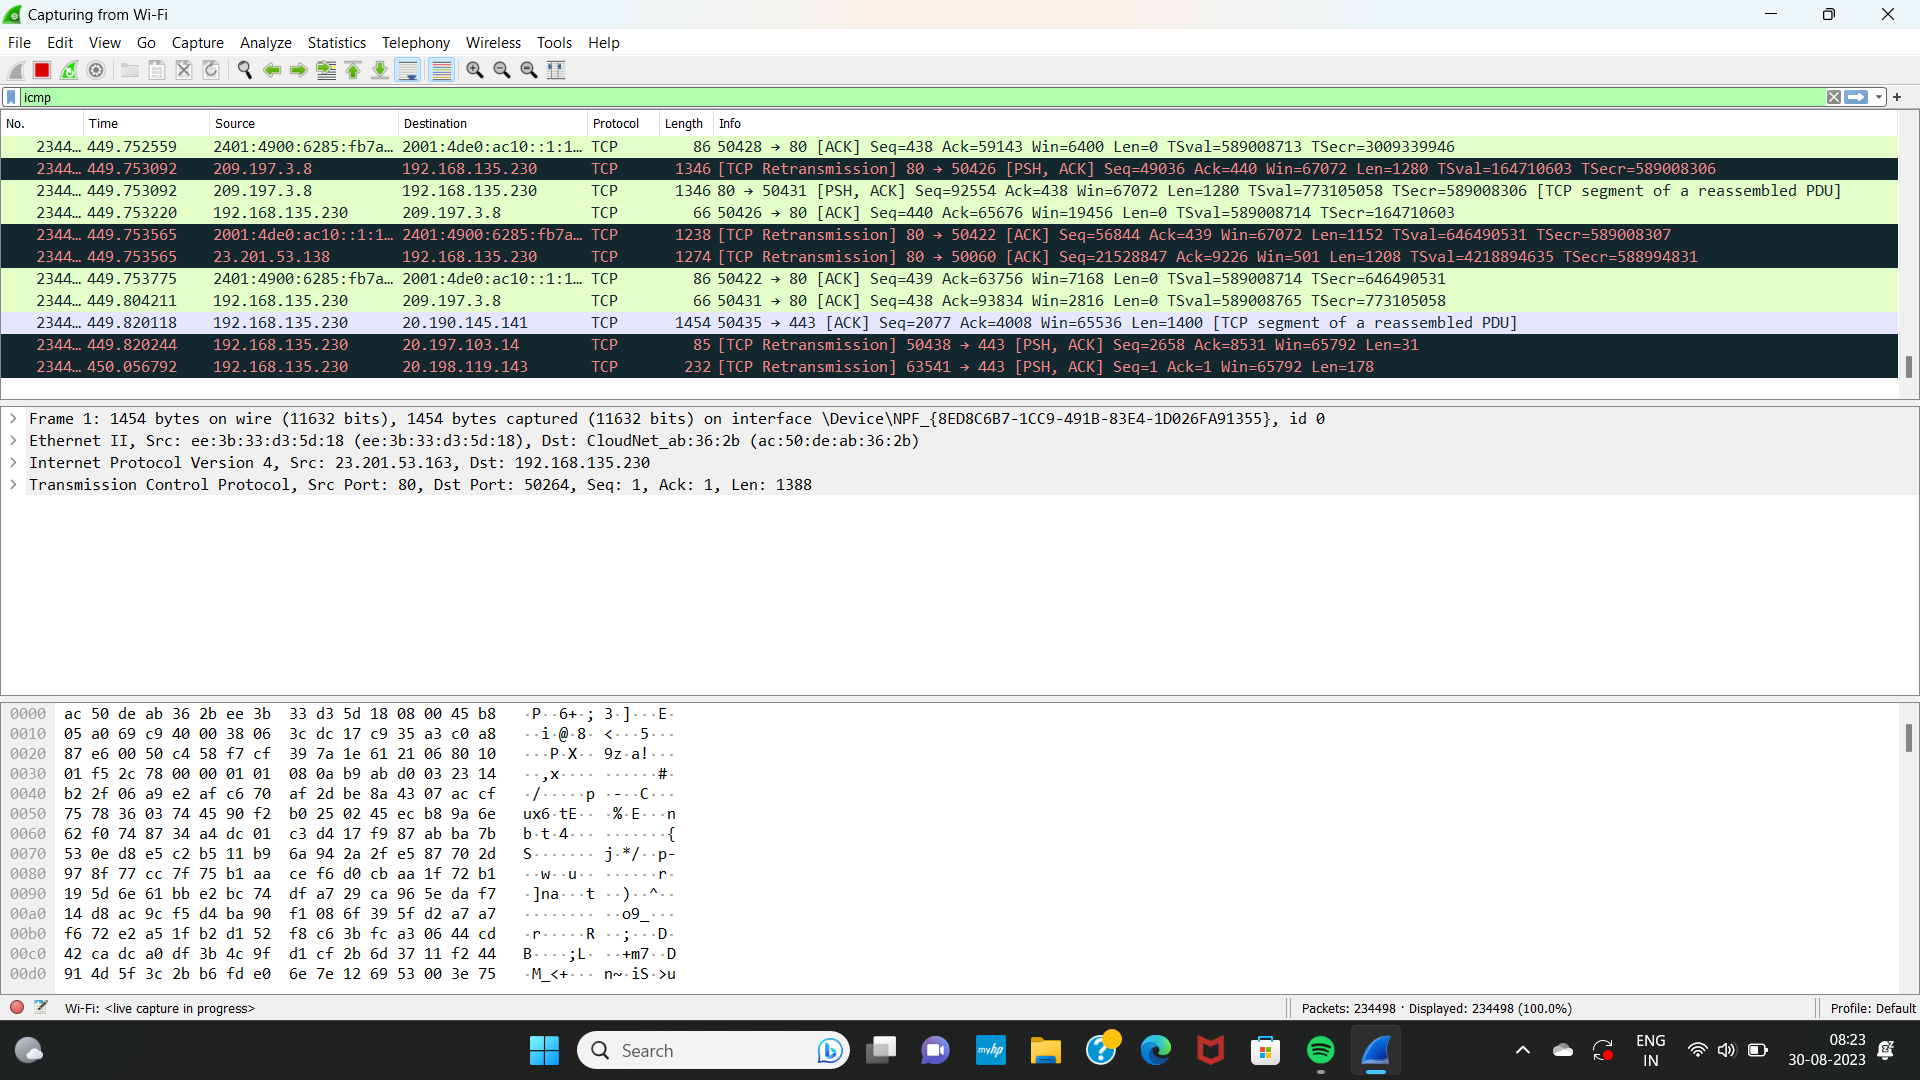 Capturing from Wi-Fi
File Edit View Go Capture Analyze Statistics Telephony Wireless Tools Help
icmp
No. Time Source Destination Protocol Length Info
2344… 449.752559 2401:4900:6285:fb7a… 2001:4de0:ac10::1:1… TCP 86 50428 → 80 [ACK] Seq=438 Ack=59143 Win=6400 Len=0 TSval=589008713 TSecr=3009339946
2344… 449.753092 209.197.3.8 192.168.135.230 TCP 1346 [TCP Retransmission] 80 → 50426 [PSH, ACK] Seq=49036 Ack=440 Win=67072 Len=1280 TSval=164710603 TSecr=589008306
2344… 449.753092 209.197.3.8 192.168.135.230 TCP 1346 80 → 50431 [PSH, ACK] Seq=92554 Ack=438 Win=67072 Len=1280 TSval=773105058 TSecr=589008306 [TCP segment of a reassembled PDU]
2344… 449.753220 192.168.135.230 209.197.3.8 TCP 66 50426 → 80 [ACK] Seq=440 Ack=65676 Win=19456 Len=0 TSval=589008714 TSecr=164710603
2344… 449.753565 2001:4de0:ac10::1:1… 2401:4900:6285:fb7a… TCP 1238 [TCP Retransmission] 80 → 50422 [ACK] Seq=56844 Ack=439 Win=67072 Len=1152 TSval=646490531 TSecr=589008307
2344… 449.753565 23.201.53.138 192.168.135.230 TCP 1274 [TCP Retransmission] 80 → 50060 [ACK] Seq=21528847 Ack=9226 Win=501 Len=1208 TSval=4218894635 TSecr=588994831
2344… 449.753775 2401:4900:6285:fb7a… 2001:4de0:ac10::1:1… TCP 86 50422 → 80 [ACK] Seq=439 Ack=63756 Win=7168 Len=0 TSval=589008714 TSecr=646490531
2344… 449.804211 192.168.135.230 209.197.3.8 TCP 66 50431 → 80 [ACK] Seq=438 Ack=93834 Win=2816 Len=0 TSval=589008765 TSecr=773105058
2344… 449.820118 192.168.135.230 20.190.145.141 TCP 1454 50435 → 443 [ACK] Seq=2077 Ack=4008 Win=65536 Len=1400 [TCP segment of a reassembled PDU]
2344… 449.820244 192.168.135.230 20.197.103.14 TCP 85 [TCP Retransmission] 50438 → 443 [PSH, ACK] Seq=2658 Ack=8531 Win=65792 Len=31
2344… 450.056792 192.168.135.230 20.198.119.143 TCP 232 [TCP Retransmission] 63541 → 443 [PSH, ACK] Seq=1 Ack=1 Win=65792 Len=178
Frame 1: 1454 bytes on wire (11632 bits), 1454 bytes captured (11632 bits) on interface \Device\NPF_{8ED8C6B7-1CC9-491B-83E4-1D026FA91355}, id 0
Ethernet II, Src: ee:3b:33:d3:5d:18 (ee:3b:33:d3:5d:18), Dst: CloudNet_ab:36:2b (ac:50:de:ab:36:2b)
Internet Protocol Version 4, Src: 23.201.53.163, Dst: 192.168.135.230
Transmission Control Protocol, Src Port: 80, Dst Port: 50264, Seq: 1, Ack: 1, Len: 1388
0000 ac 50 de ab 36 2b ee 3b 33 d3 5d 18 08 00 45 b8 ·P··6+·; 3·]···E·
0010 05 a0 69 c9 40 00 38 06 3c dc 17 c9 35 a3 c0 a8 ··i·@·8· <···5···
0020 87 e6 00 50 c4 58 f7 cf 39 7a 1e 61 21 06 80 10 ···P·X·· 9z·a!···
0030 01 f5 2c 78 00 00 01 01 08 0a b9 ab d0 03 23 14 ··,x···· ······#·
0040 b2 2f 06 a9 e2 af c6 70 af 2d be 8a 43 07 ac cf ·/·····p ·-··C···
0050 75 78 36 03 74 45 90 f2 b0 25 02 45 ec b8 9a 6e ux6·tE·· ·%·E···n
0060 62 f0 74 87 34 a4 dc 01 c3 d4 17 f9 87 ab ba 7b b·t·4··· ·······{
0070 53 0e d8 e5 c2 b5 11 b9 6a 94 2a 2f e5 87 70 2d S······· j·*/··p-
0080 97 8f 77 cc 7f 75 b1 aa ce f6 d0 cb aa 1f 72 b1 ··w··u·· ······r·
0090 19 5d 6e 61 bb e2 bc 74 df a7 29 ca 96 5e da f7 ·]na···t ··)··^··
00a0 14 d8 ac 9c f5 d4 ba 90 f1 08 6f 39 5f d2 a7 a7 ········ ··o9_···
00b0 f6 72 e2 a5 1f b2 d1 52 f8 c6 3b fc a3 06 44 cd ·r·····R ··;···D·
00c0 42 ca dc a0 df 3b 4c 9f d1 cf 2b 6d 37 11 f2 44 B····;L· ··+m7··D
00d0 91 4d 5f 3c 2b b6 fd e0 6e 7e 12 69 53 00 3e 75 ·M_<+··· n~·iS·>u
Wi-Fi: <live capture in progress> Packets: 234498 · Displayed: 234498 (100.0%) Profile: Default
Search
myhp
ENG
IN
08:23
30-08-2023